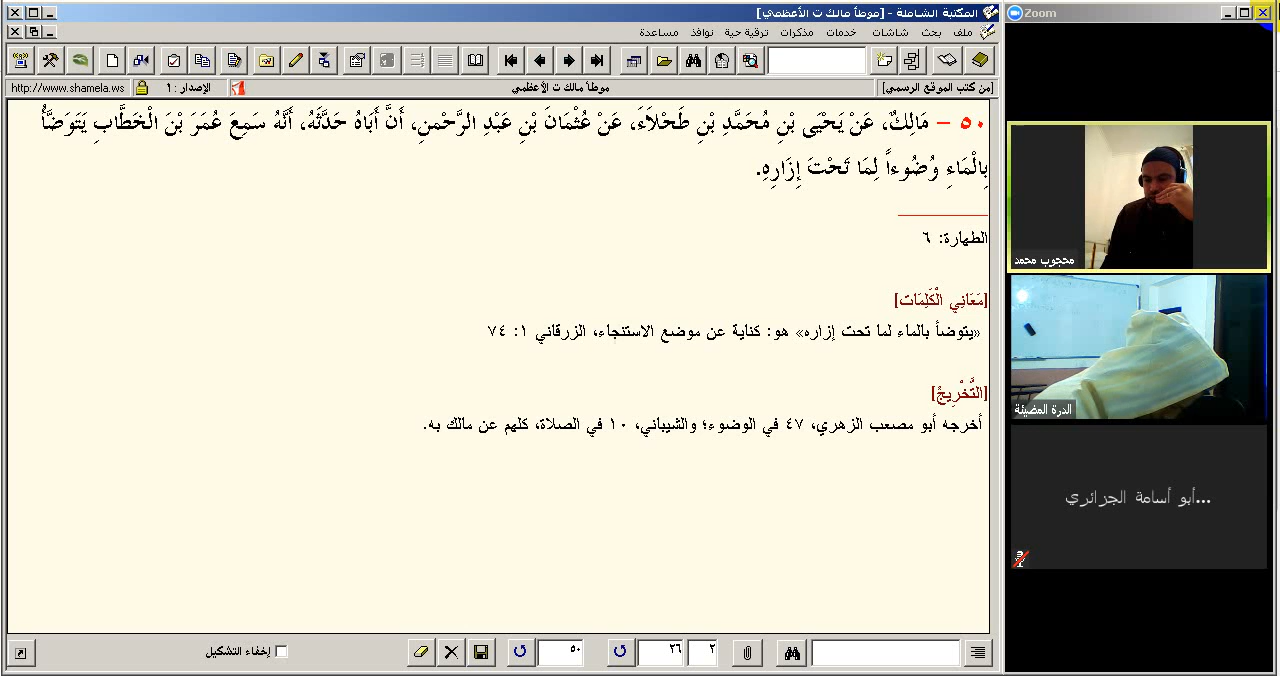 المكتبة الشاملة - [موطأ مالك ت الأعظمي]
ملف بحث شاشات خدمات مذكرات ترقية حية نوافذ مساعدة
[من كتب الموقع الرسمي] موطأ مالك ت الأعظمي الإصدار: ١ http://www.shamela.ws
٥٠ - مَالِكٌ، عَنْ يَحْيَى بْنِ مُحَمَّدِ بْنِ طَحْلاَءَ، عَنْ عُثْمَانَ بْنِ عَبْدِ الرَّحْمنِ، أَنَّ أَبَاهُ حَدَّثَهُ، أَنَّهُ سَمِعَ عُمَرَ بْنَ الْخَطَّابِ يَتَوَضَّأُ
بِالْمَاءِ وُضُوءاً لِمَا تَحْتَ إِزَارِهِ.
الطهارة: ٦
[مَعَانِي الْكَلِمَات]
«يتوضأ بالماء لما تحت إزاره» هو: كناية عن موضع الاستنجاء، الزرقاني ١: ٧٤
[التَّخْرِيجُ]
أخرجه أبو مصعب الزهري، ٤٧ في الوضوء؛ والشيباني، ١٠ في الصلاة، كلهم عن مالك به.
٢ ٢٦ ٥٠ إخفاء التشكيل
Zoom
محجوب محمد
الدرة المضيئة
أبو أسامة الجزائري...